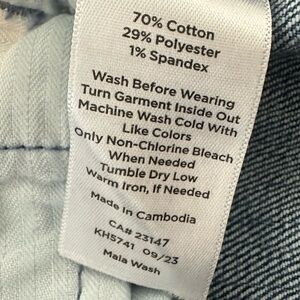 70% Cotton
29% Polyester
1% Spandex
Wash Before Wearing
Turn Garment Inside Out
Machine Wash Cold With
Like Colors
Only Non-Chlorine Bleach
When Needed
Tumble Dry Low
Warm Iron, If Needed
Made in Cambodia
CA# 23147
KH5741 09/23
Maia Wash